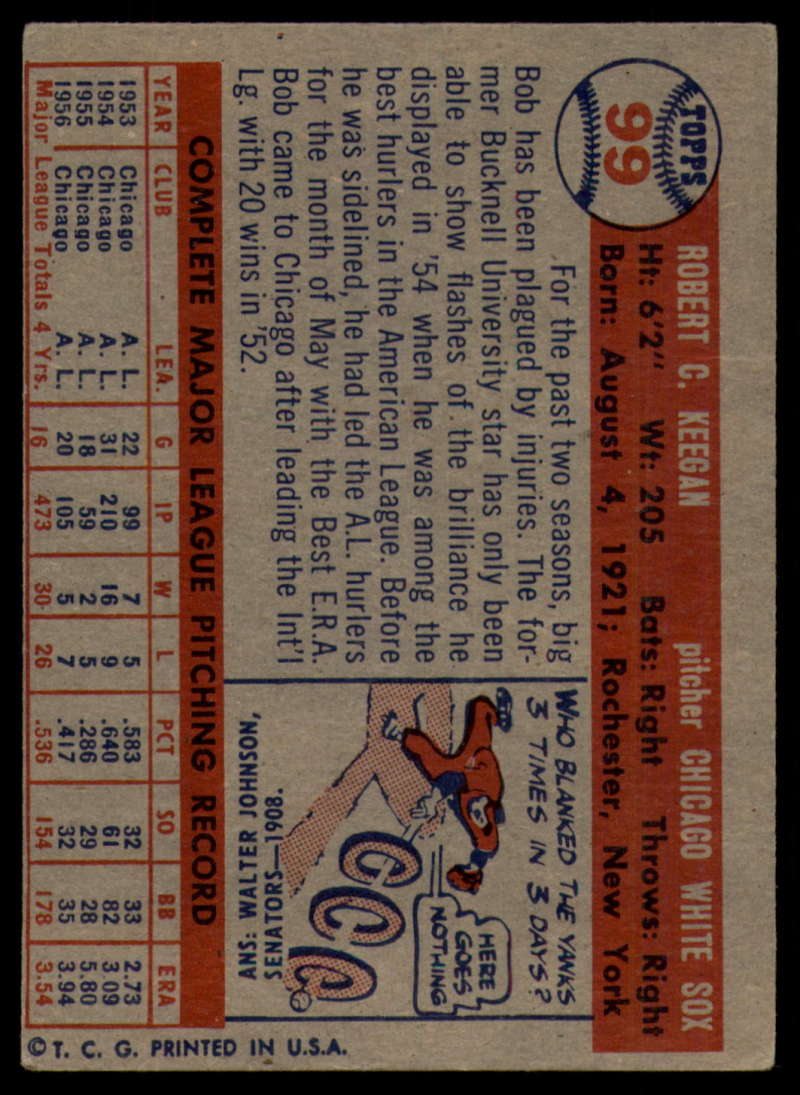 TOPPS
99
ROBERT C. KEEGAN pitcher CHICAGO WHITE SOX
Ht: 6'2" Wt: 205 Bats: Right Throws: Right
Born: August 4, 1921; Rochester, New York
For the past two seasons, big
Bob has been plagued by injuries. The for-
mer Bucknell University star has only been
able to show flashes of the brilliance he
displayed in '54 when he was among the
best hurlers in the American League. Before
he was sidelined, he had led the A.L. hurlers
for the month of May with the Best E.R.A.
Bob came to Chicago after leading the Int'l
Lg. with 20 wins in '52.
WHO BLANKED THE YANKS
3 TIMES IN 3 DAYS?
HERE
GOES
NOTHING
ANS: WALTER JOHNSON,
SENATORS—1908.
COMPLETE MAJOR LEAGUE PITCHING RECORD
YEAR CLUB LEA. G IP W L PCT SO BB ERA
1953 Chicago A. L. 22 99 7 5 .583 32 33 2.73
1954 Chicago A. L. 31 210 16 9 .640 61 82 3.09
1955 Chicago A. L. 18 59 2 5 .286 29 28 5.80
1956 Chicago A. L. 20 105 5 7 .417 32 35 3.94
Major League Totals 4 Yrs. 16 473 30 26 .536 154 178 3.54
© T. C. G. PRINTED IN U.S.A.